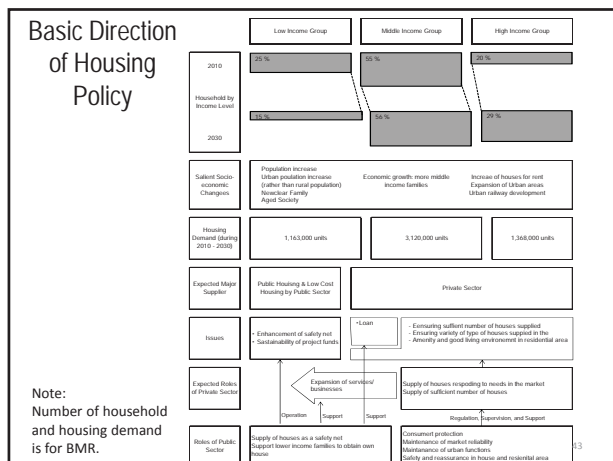 Basic Direction
of Housing
Policy
Low Income Group
Middle Income Group
High Income Group
2010
Household by
Income Level
2030
25 %
55 %
20 %
15 %
56 %
29 %
Salient Socio-
economic
Changees
Population increase
Urban poulation increase
(rather than rural population)
Newclear Family
Aged Society
Economic growth: more middle
income families
Increae of houses for rent
Expansion of Urban areas
Urban railway development
Housing
Demand (during
2010 - 2030)
1,163,000 units
3,120,000 units
1,368,000 units
Expected Major
Supplier
Public Houisng & Low Cost
Housing by Public Sector
Private Sector
Issues
• Enhancement of safety net
• Sastainability of project funds
•Loan
- Eensuring suffient number of houses supplied
- Ensuring variety of type of houses suppied in the
- Amenity and good living environemnt in residential area
Expected Roles
of Private Sector
Expansion of services/
businesses
Supply of houses respoding to needs in the market
Supply of sufficient number of houses
Operation
Support
Support
Regulation, Supervision, and Support
Roles of Public
Sector
Supply of houses as a safety net
Support lower income families to obtain own
house
Consumert protection
Maintenance of market reliability
Maintenance of urban functions
Safety and reassurance in house and resienital area
Note:
Number of household
and housing demand
is for BMR.
43